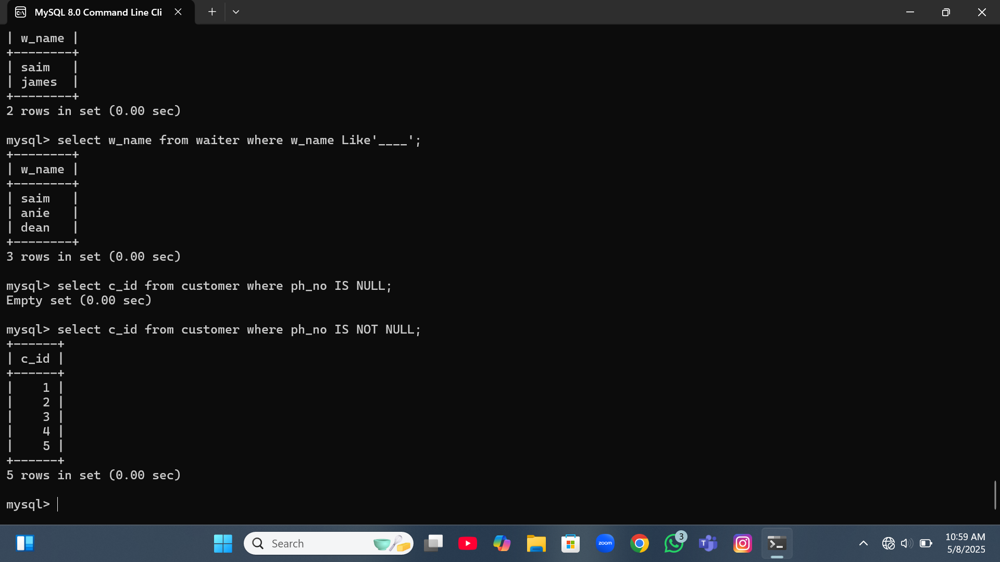 MySQL 8.0 Command Line Cli
| w_name |
+--------+
| saim   |
| james  |
+--------+
2 rows in set (0.00 sec)

mysql> select w_name from waiter where w_name Like'____';
+--------+
| w_name |
+--------+
| saim   |
| anie   |
| dean   |
+--------+
3 rows in set (0.00 sec)

mysql> select c_id from customer where ph_no IS NULL;
Empty set (0.00 sec)

mysql> select c_id from customer where ph_no IS NOT NULL;
+------+
| c_id |
+------+
|    1 |
|    2 |
|    3 |
|    4 |
|    5 |
+------+
5 rows in set (0.00 sec)

mysql>
Search
zoom
3
T
10:59 AM
5/8/2025